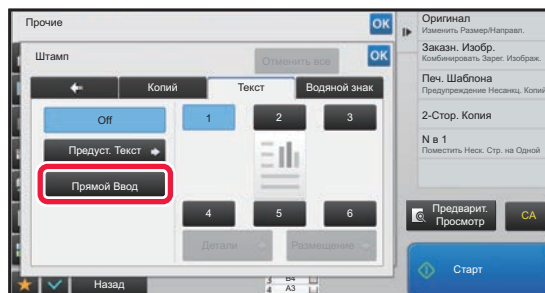 Прочие
OK
Штамп
Отменить все
OK
Копий
Текст
Водяной знак
Off
1
2
3
Предуст. Текст
Прямой Ввод
4
5
6
Детали
Размещение
Назад
B4
A3
Оригинал
Изменить Размер/Направл.
Заказн. Изобр.
Комбинировать Зарег. Изображ.
Печ. Шаблона
Предупреждение Несанкц. Копий
2-Стор. Копия
N в 1
Поместить Неск. Стр. на Одной
Предварит.
Просмотр
CA
Старт